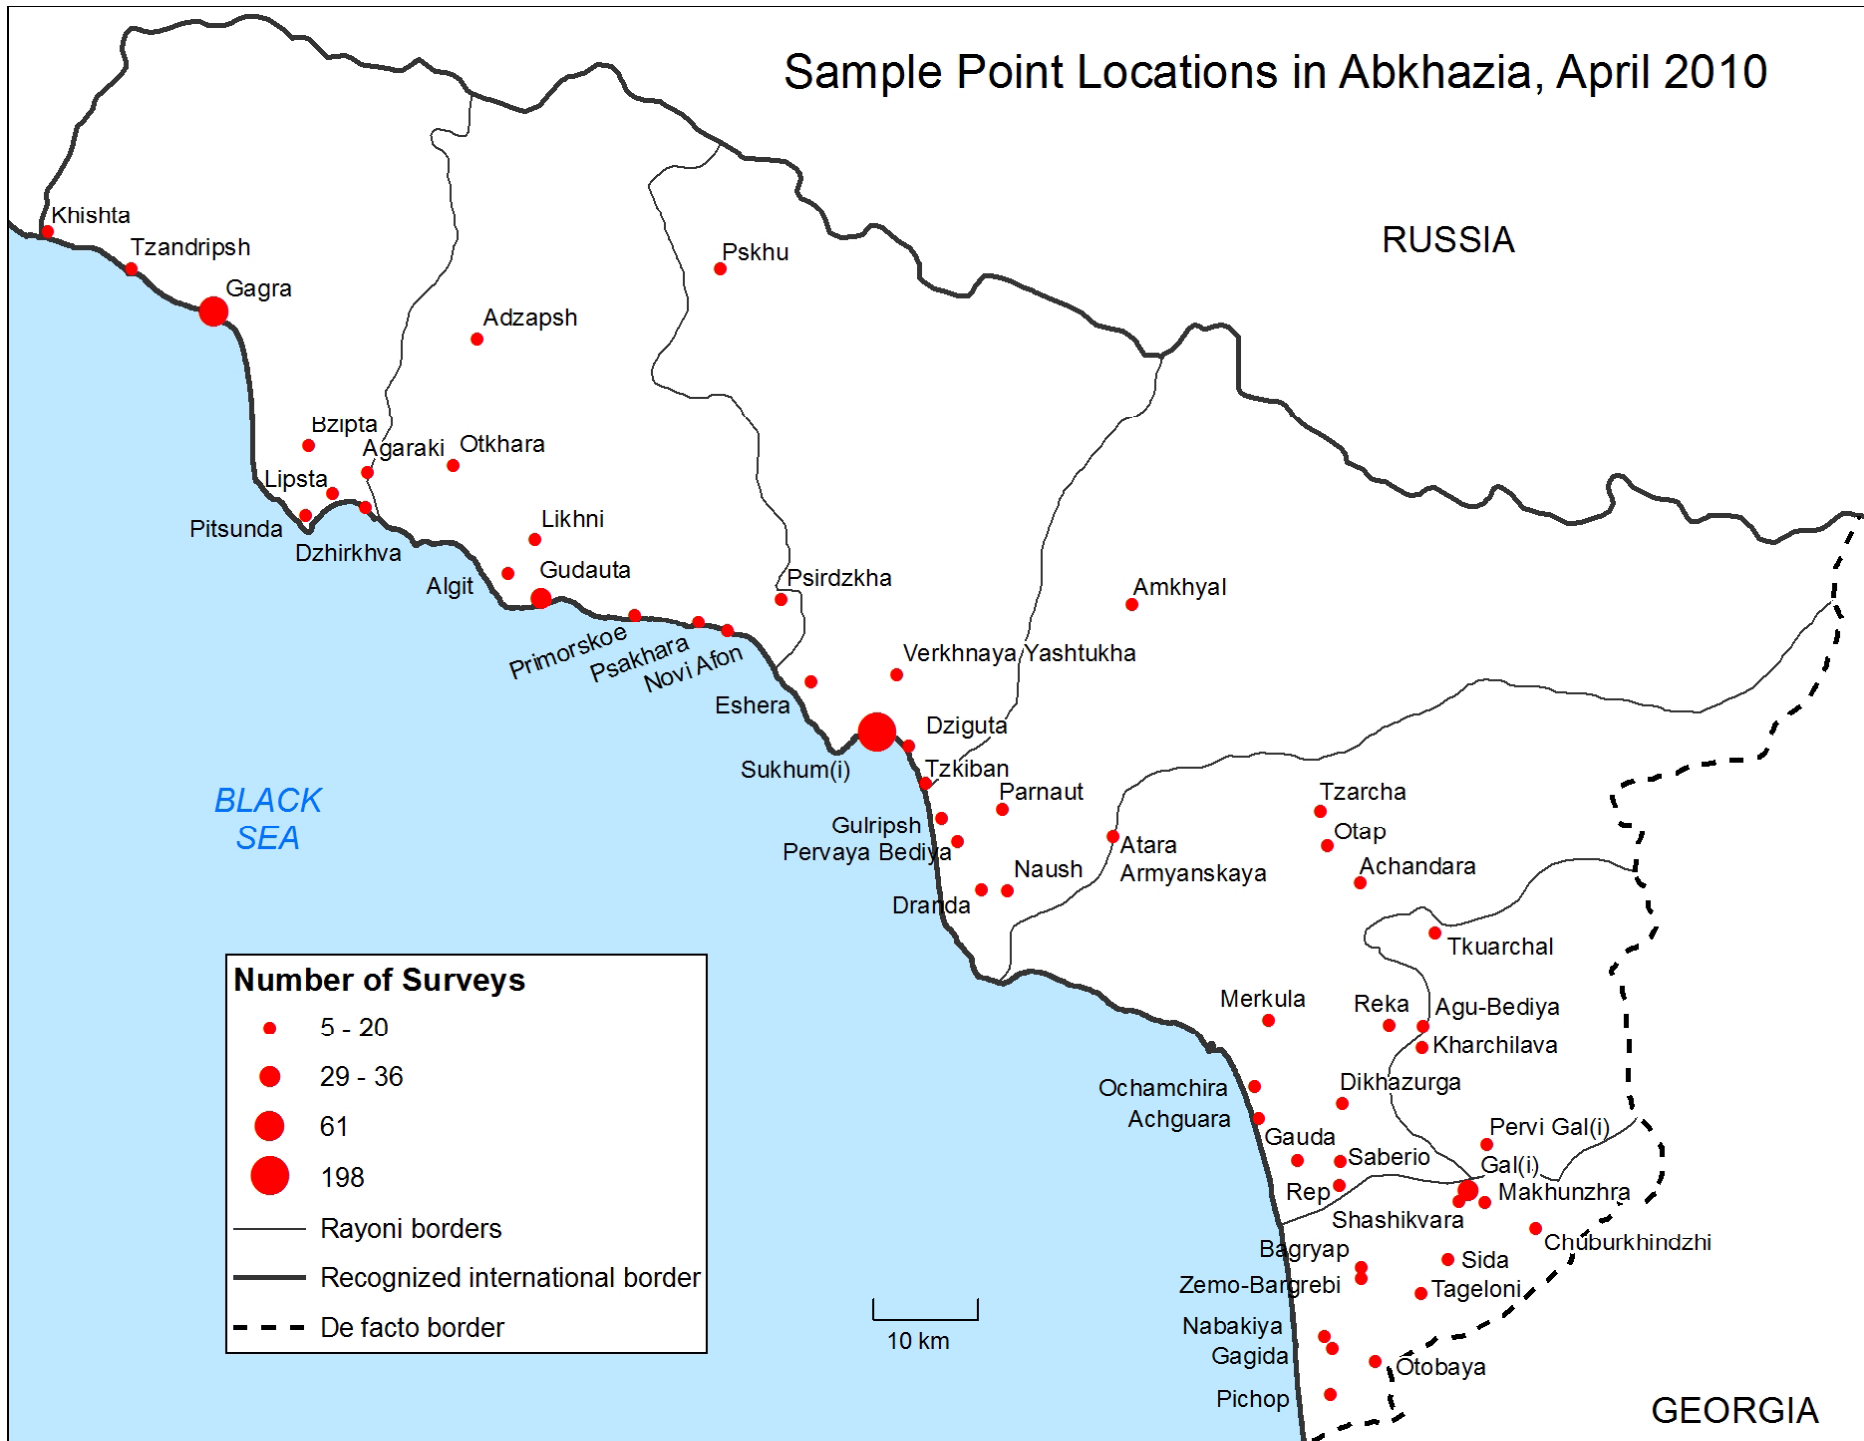 Sample Point Locations in Abkhazia, April 2010
Khishta
Tzandripsh
Gagra
RUSSIA
Pskhu
Adzapsh
Bzipta
Agaraki
Otkhara
Lipsta
Pitsunda
Dzhirkhva
Likhni
Algit
Gudauta
Psirdzkha
Amkhyal
Primorskoe
Psakhara
Novi Afon
Verkhnaya Yashtukha
Eshera
Dziguta
Sukhum(i)
Tzkiban
BLACK
SEA
Parnaut
Tzarcha
Gulripsh
Otap
Pervaya Bediya
Atara
Armyanskaya
Achandara
Naush
Dranda
Tkuarchal
Merkula
Reka
Agu-Bediya
Kharchilava
Ochamchira
Dikhazurga
Achguara
Gauda
Pervi Gal(i)
Saberio
Gal(i)
Rep
Makhunzhra
Shashikvara
Chuburkhindzhi
Bagryap
Sida
Zemo-Bargrebi
Tageloni
Nabakiya
Gagida
Otobaya
Pichop
GEORGIA
Number of Surveys
5 - 20
29 - 36
61
198
Rayoni borders
Recognized international border
De facto border
10 km